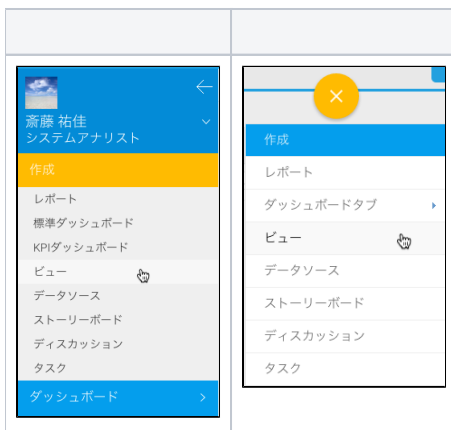 斎藤 祐佳
システムアナリスト
作成
レポート
標準ダッシュボード
KPIダッシュボード
ビュー
データソース
ストーリーボード
ディスカッション
タスク
ダッシュボード
作成
レポート
ダッシュボードタブ
ビュー
データソース
ストーリーボード
ディスカッション
タスク